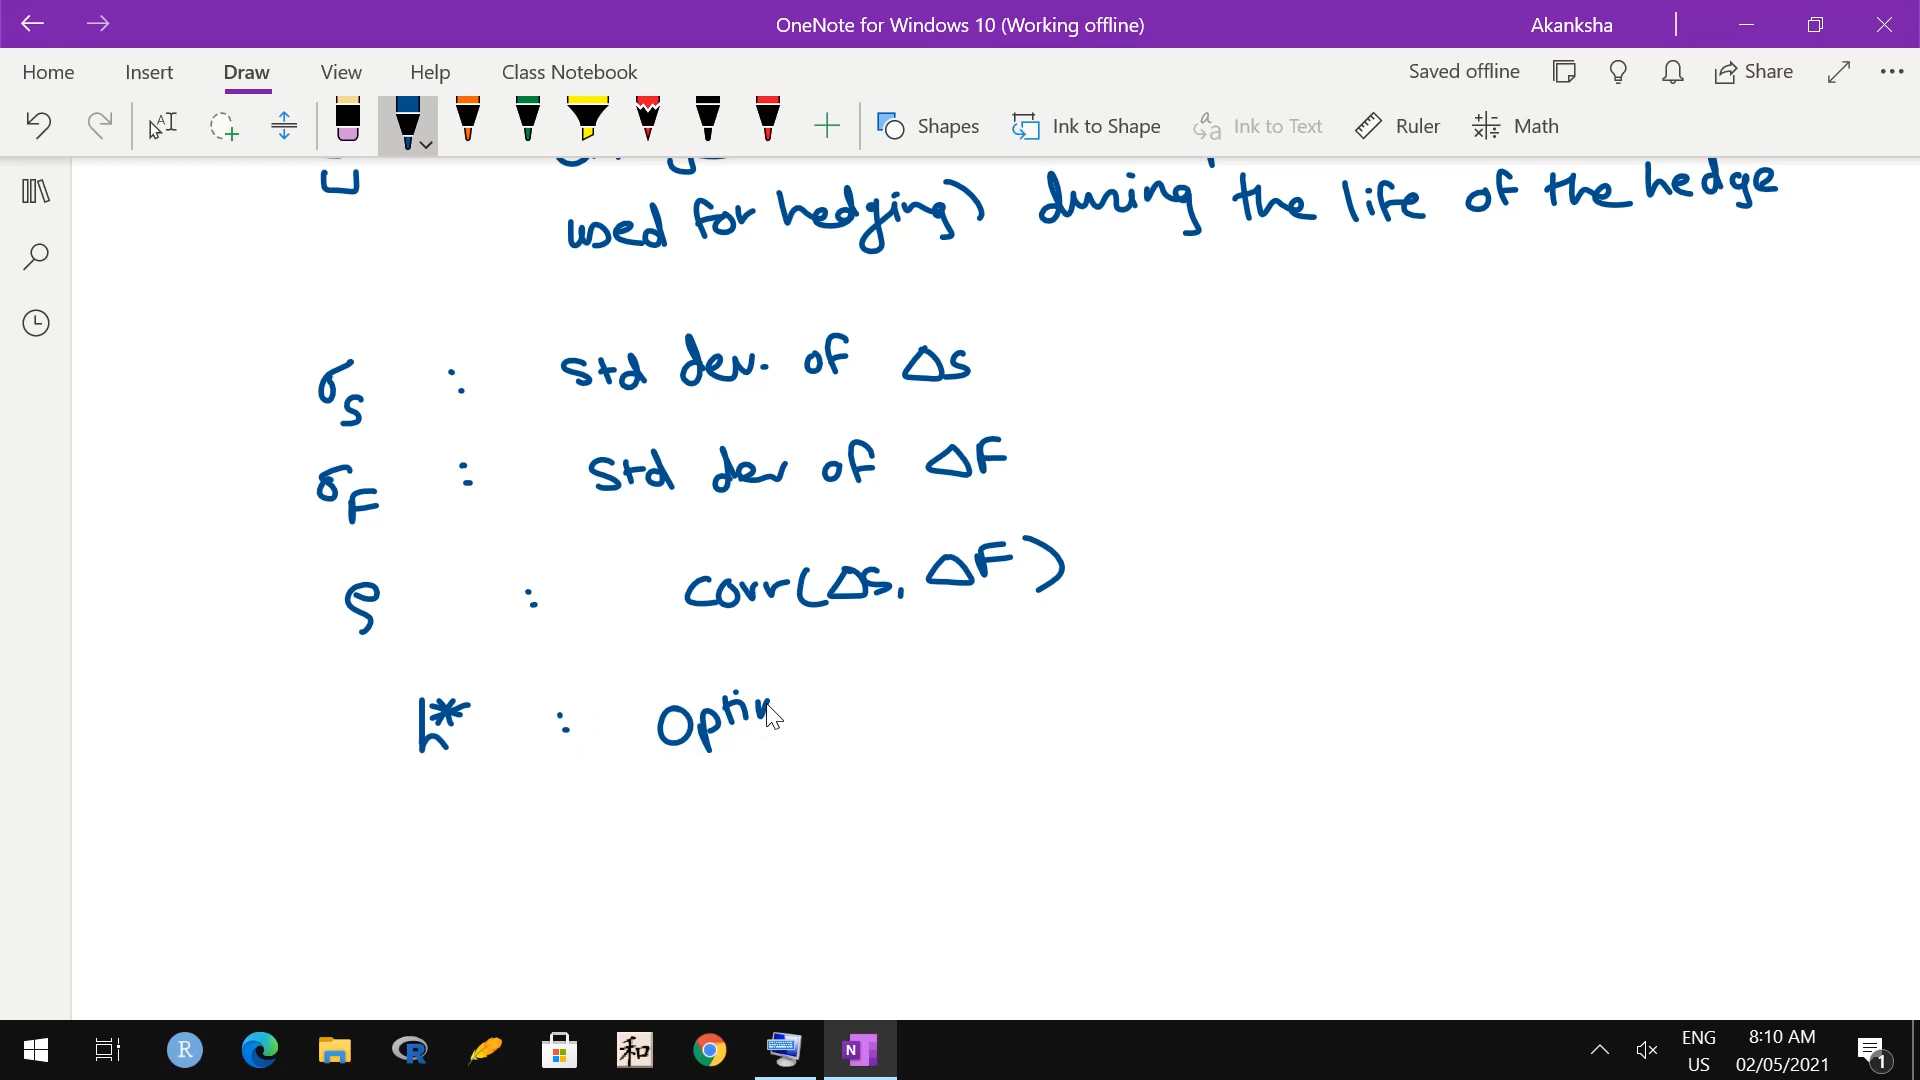 OneNote for Windows 10 (Working offline)
Akanksha
Home Insert Draw View Help Class Notebook
Saved offline Share
Shapes Ink to Shape Ink to Text Ruler Math
used for hedging) during the life of the hedge
σS : std dev. of Δs
σF : std dev of ΔF
ρ : corr(Δs, ΔF)
h* : Optim
ENG
US
8:10 AM
02/05/2021
1